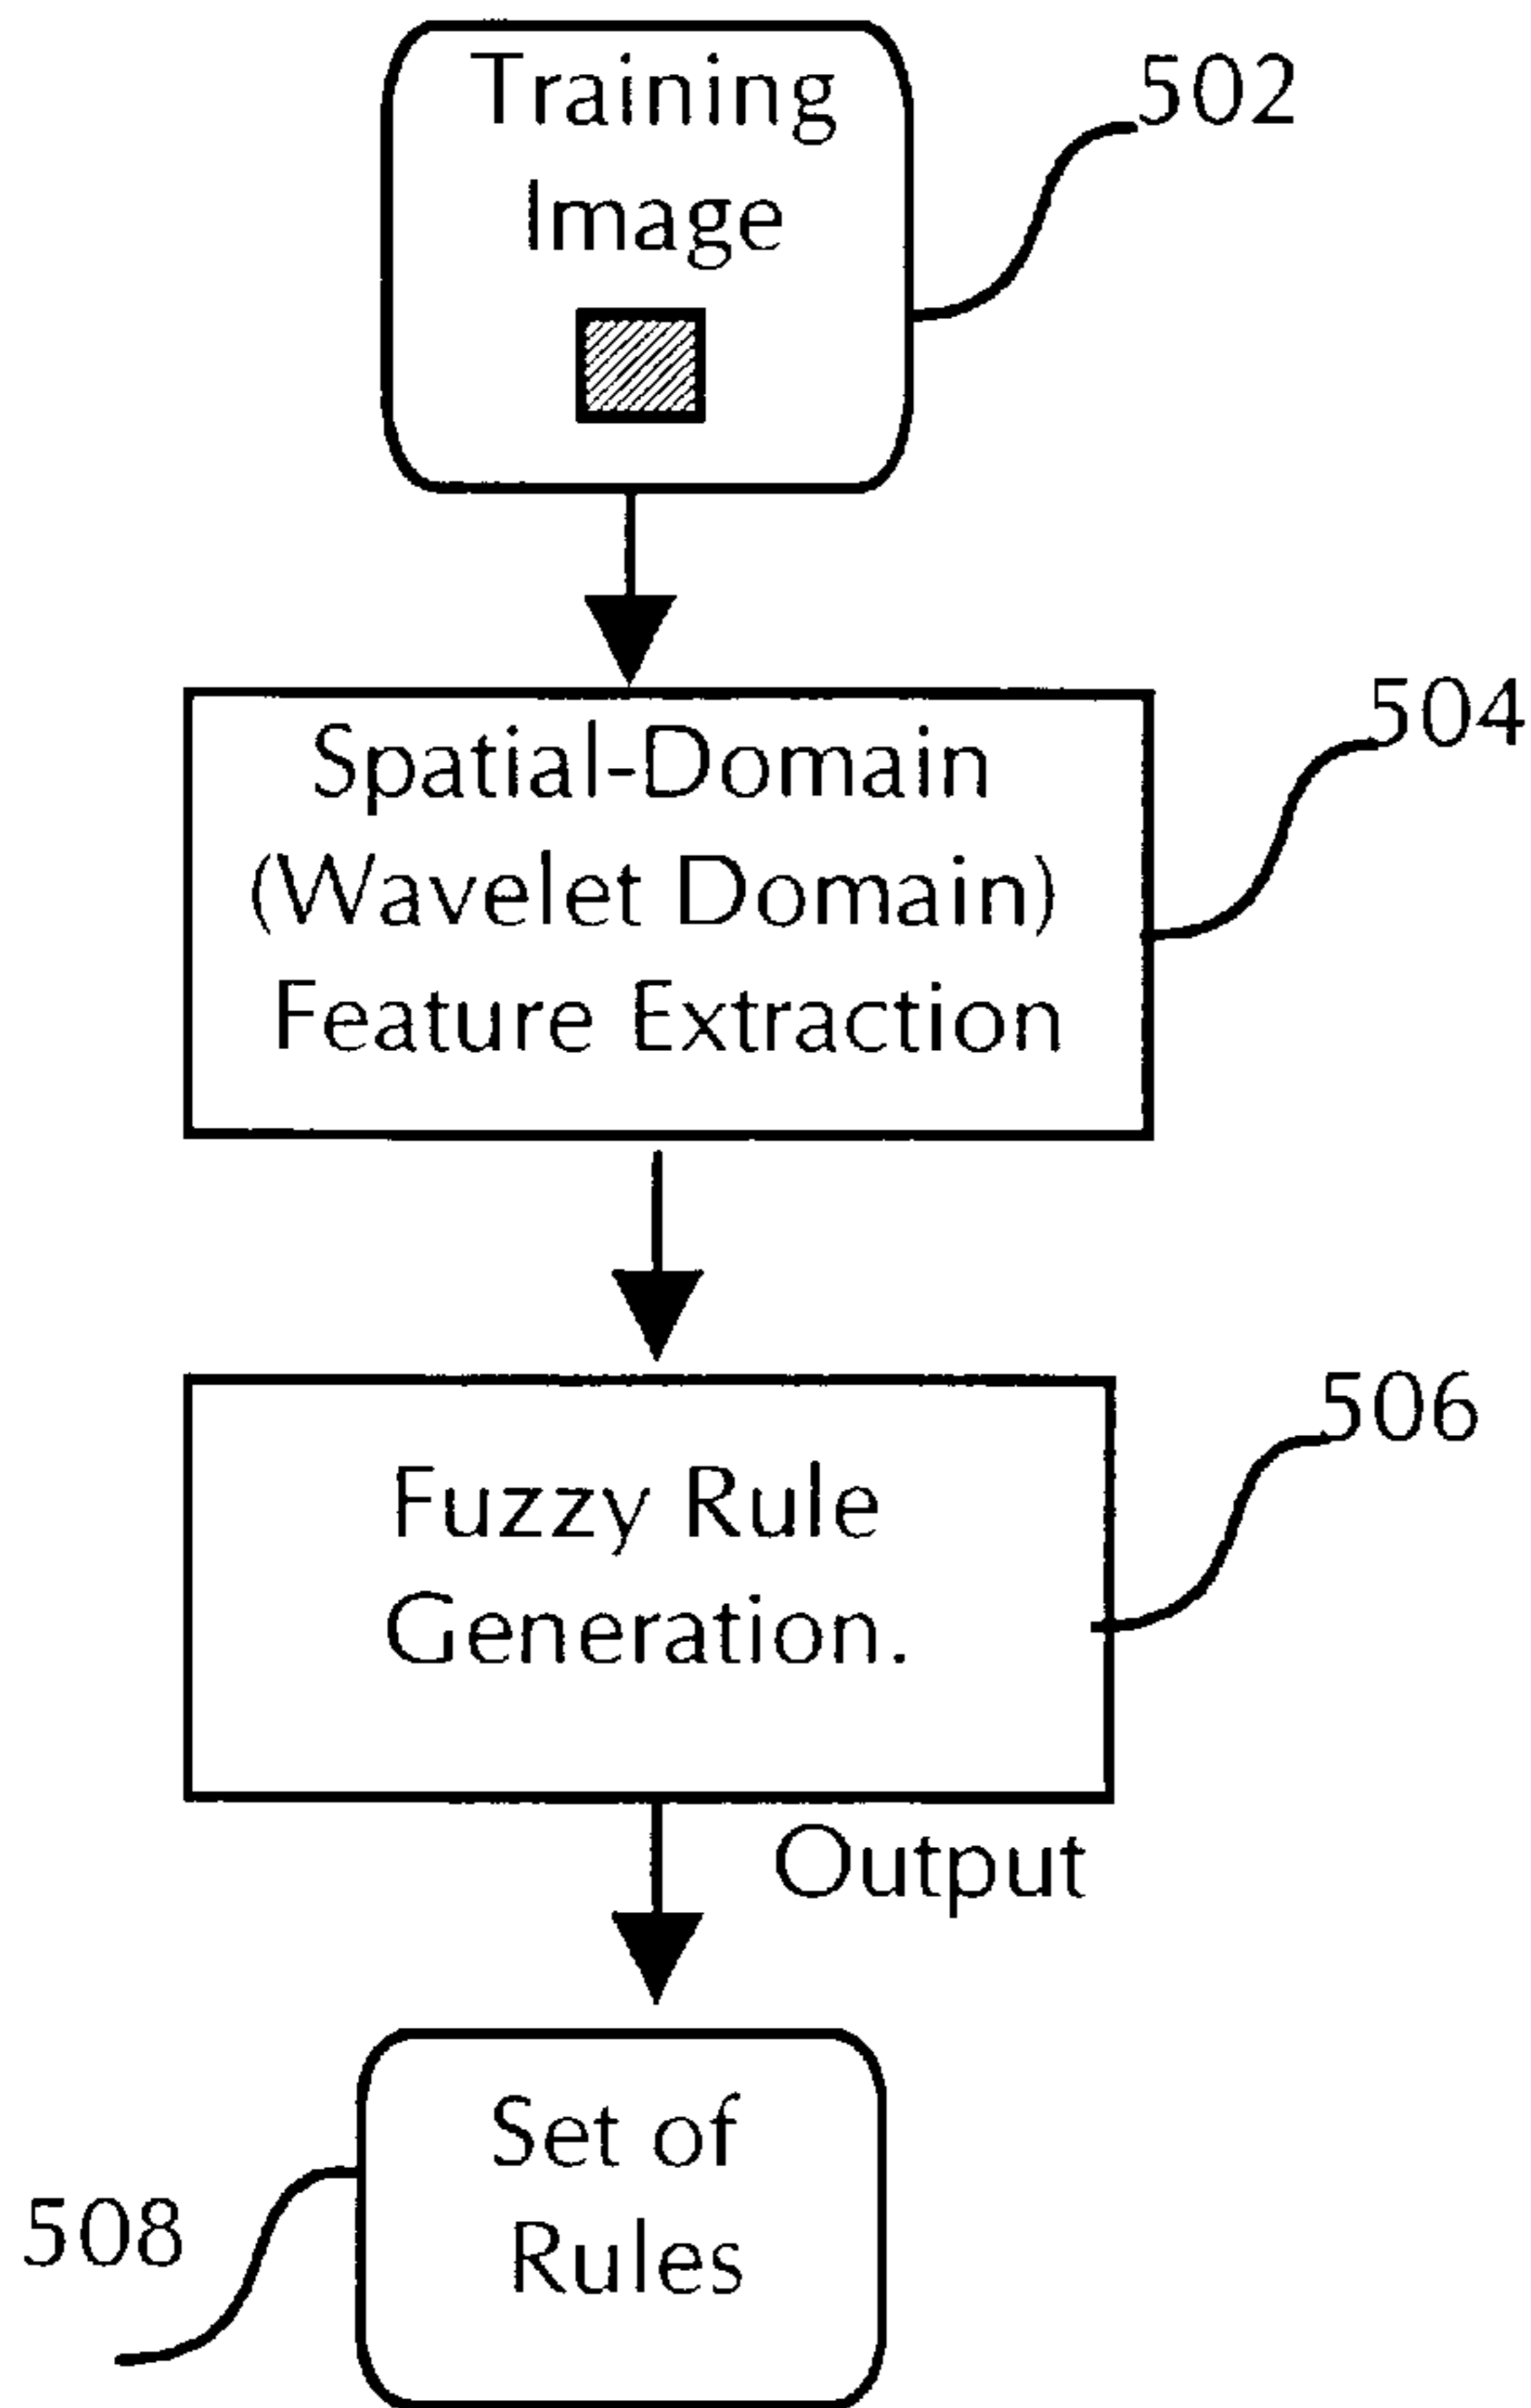 Training
Image
502
Spatial-Domain
(Wavelet Domain)
Feature Extraction
504
Fuzzy Rule
Generation.
506
Output
Set of
Rules
508